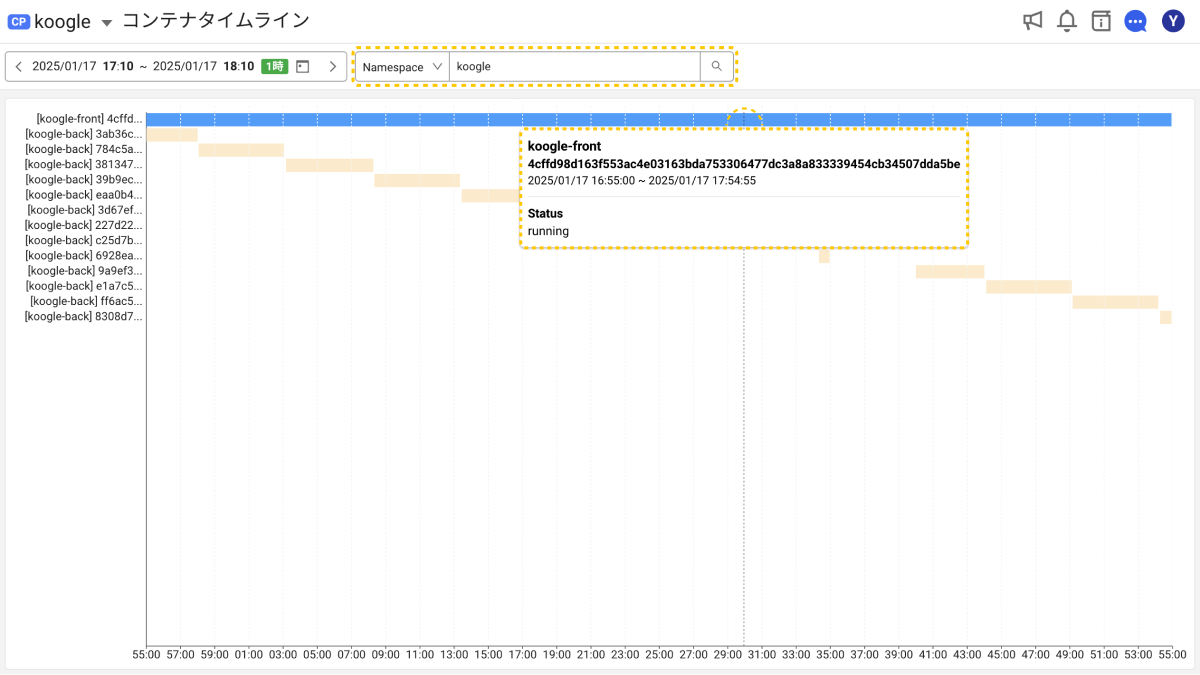 CP koogle コンテナタイムライン Y
2025/01/17 17:10 ~ 2025/01/17 18:10 1時 Namespace koogle
[koogle-front] 4cffd...
[koogle-back] 3ab36c...
[koogle-back] 784c5a...
[koogle-back] 381347...
[koogle-back] 39b9ec...
[koogle-back] eaa0b4...
[koogle-back] 3d67ef...
[koogle-back] 227d22...
[koogle-back] c25d7b...
[koogle-back] 6928ea...
[koogle-back] 9a9ef3...
[koogle-back] e1a7c5...
[koogle-back] ff6ac5...
[koogle-back] 8308d7...
koogle-front
4cffd98d163f553ac4e03163bda753306477dc3a8a833339454cb34507dda5be
2025/01/17 16:55:00 ~ 2025/01/17 17:54:55
Status
running
55:00 57:00 59:00 01:00 03:00 05:00 07:00 09:00 11:00 13:00 15:00 17:00 19:00 21:00 23:00 25:00 27:00 29:00 31:00 33:00 35:00 37:00 39:00 41:00 43:00 45:00 47:00 49:00 51:00 53:00 55:00